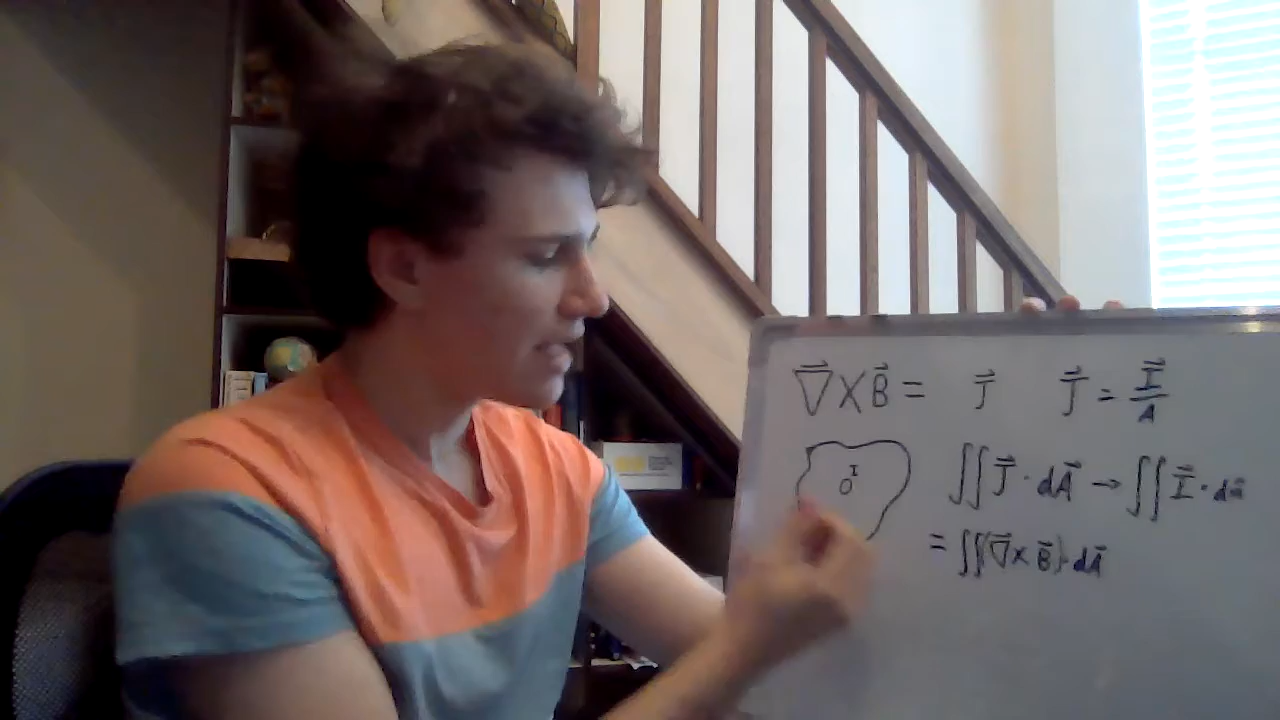 ∇⃗ X B⃗ = J⃗   J⃗ = I⃗/A
I
∬ J⃗ · dA⃗ → ∬ I⃗ · da⃗
= ∬(∇⃗ × B⃗) · dA⃗